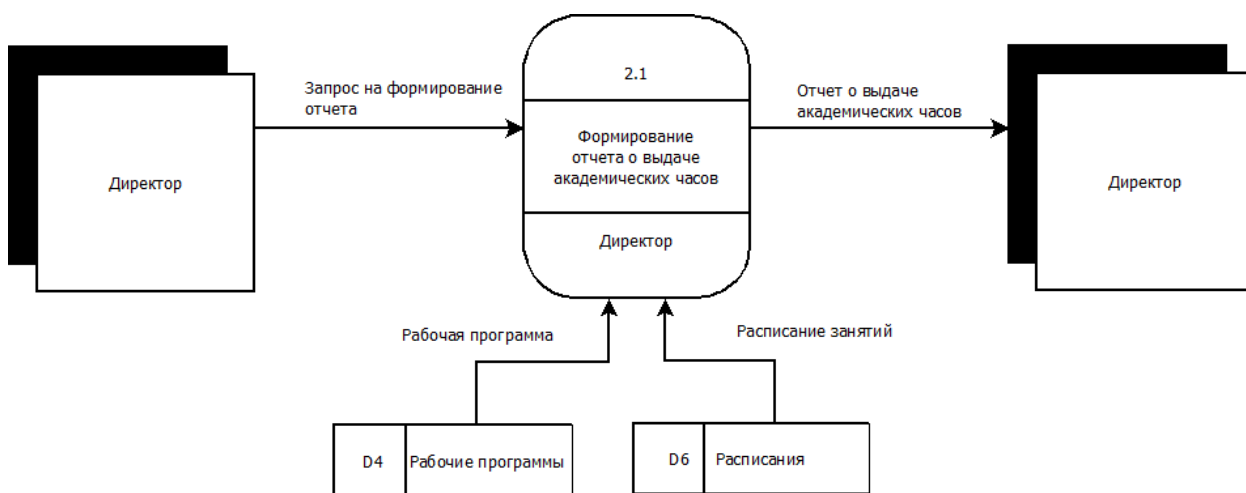 2.1
Запрос на формирование
отчета
Отчет о выдаче
академических часов
Формирование
отчета о выдаче
академических часов
Директор
Директор
Директор
Рабочая программа
Расписание занятий
D4 Рабочие программы
D6 Расписания